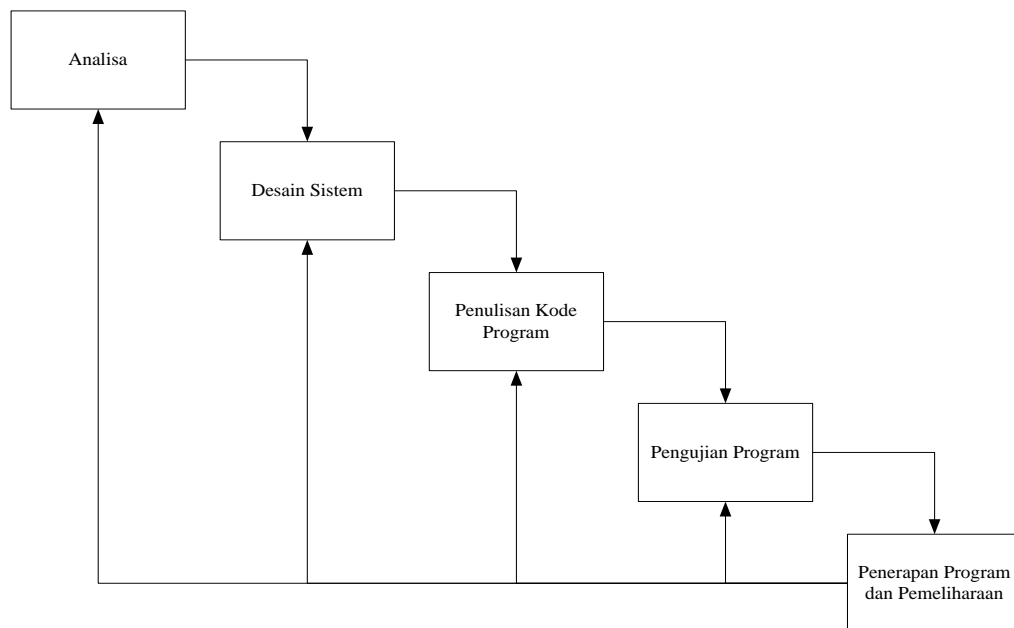 Analisa
Desain Sistem
Penulisan Kode
Program
Pengujian Program
Penerapan Program
dan Pemeliharaan